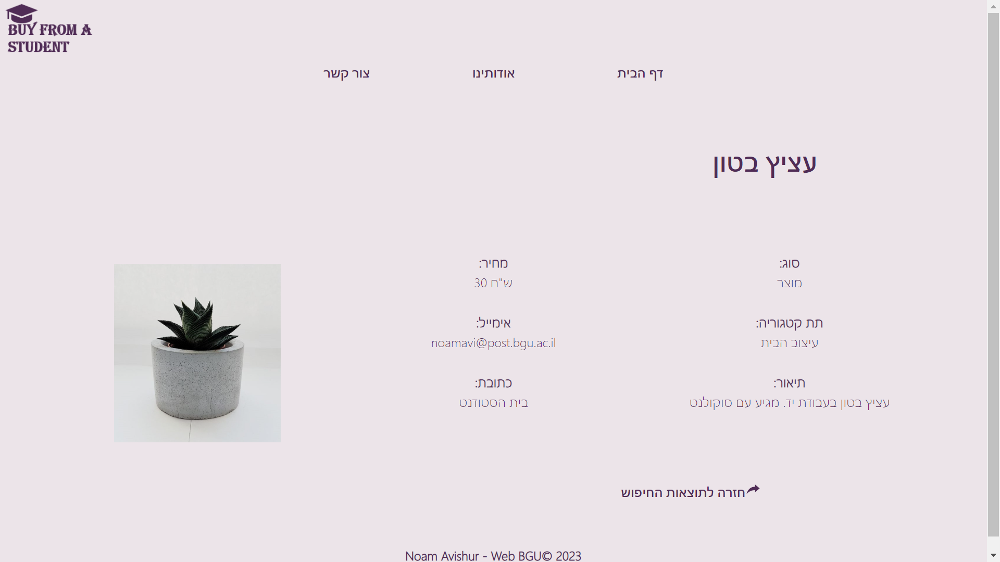 BUY FROM A
STUDENT
דף הבית
אודותינו
צור קשר
עציץ בטון
סוג:
מוצר
תת קטגוריה:
עיצוב הבית
תיאור:
עציץ בטון בעבודת יד. מגיע עם סוקולנט
מחיר:
ש"ח 30
אימייל:
noamavi@post.bgu.ac.il
כתובת:
בית הסטודנט
חזרה לתוצאות החיפוש
Noam Avishur - Web BGU© 2023